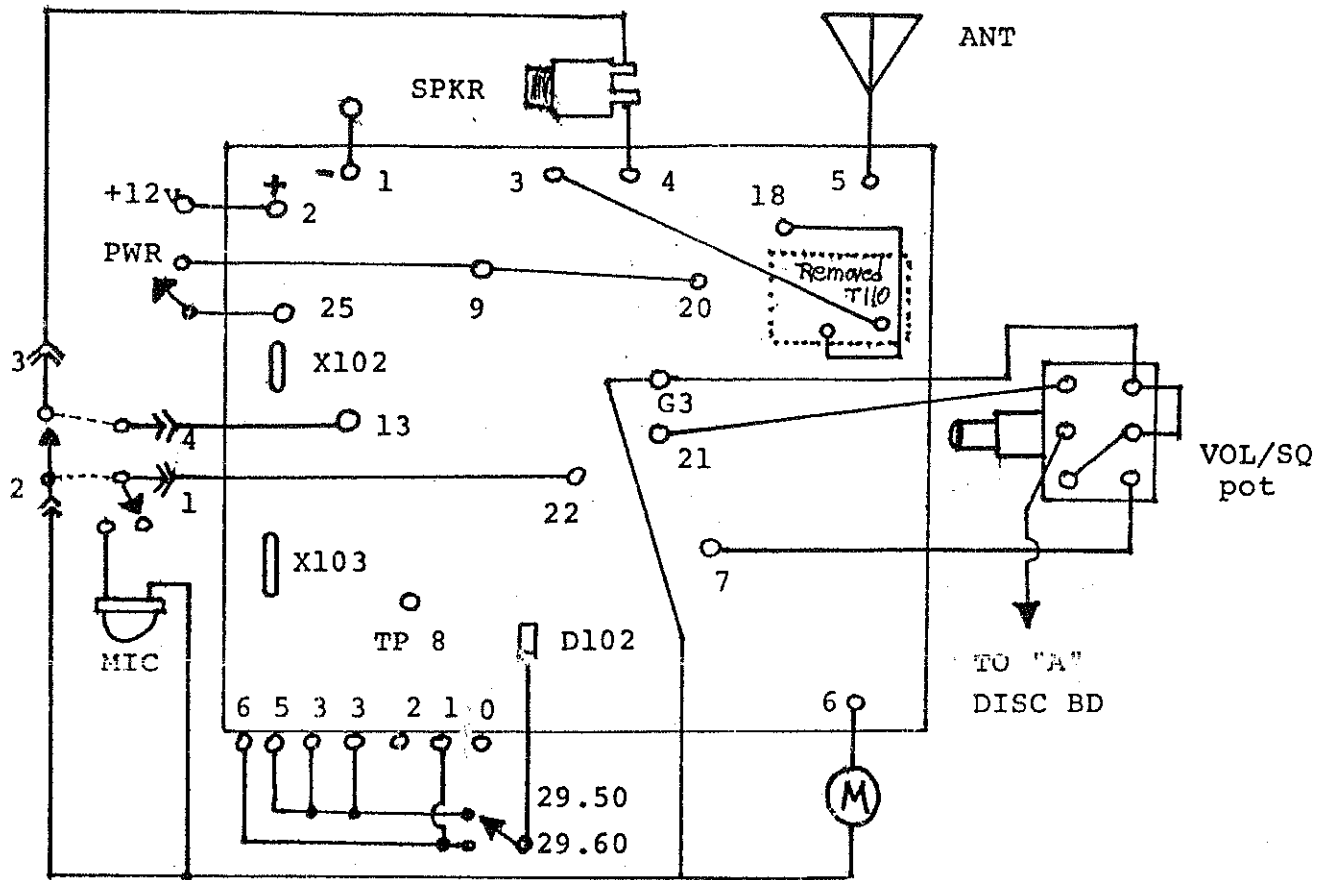 ANT
SPKR
- 1
3
4
5
+12v
+
2
18
PWR
Removed
T110
25
9
20
3
X102
G3
4
13
21
VOL/SQ
pot
2
1
22
X103
7
TP 8
D102
MIC
TO "A"
DISC BD
6 5 3 3 2 1 0
6
29.50
M
29.60